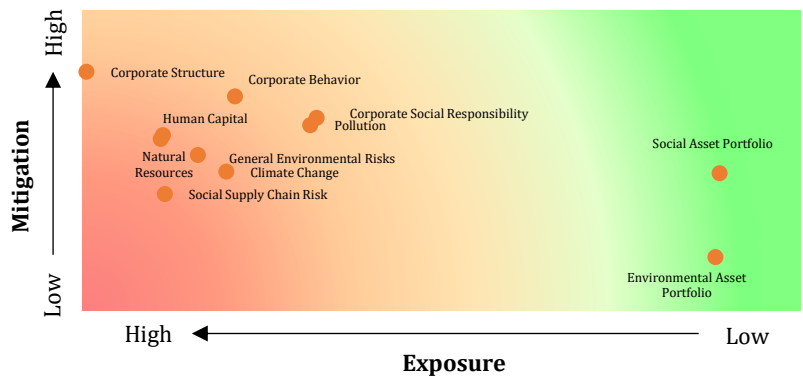 High
Mitigation
Low
Corporate Structure
Corporate Behavior
Human Capital
Corporate Social Responsibility
Pollution
Social Asset Portfolio
Natural
Resources
General Environmental Risks
Climate Change
Social Supply Chain Risk
Environmental Asset
Portfolio
High
Low
Exposure